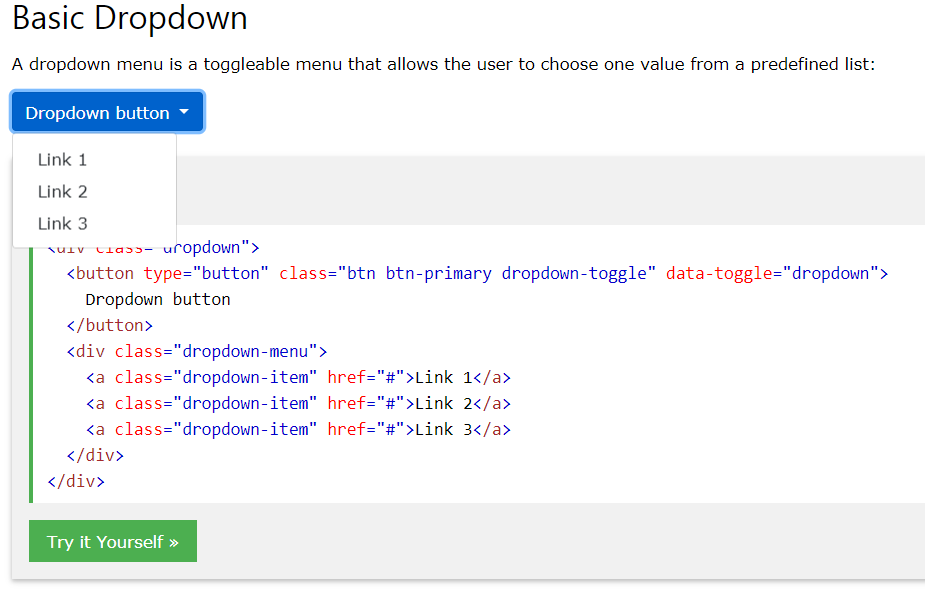 Basic Dropdown
A dropdown menu is a toggleable menu that allows the user to choose one value from a predefined list:
Dropdown button
Link 1
Link 2
Link 3
<div class="dropdown">
<button type="button" class="btn btn-primary dropdown-toggle" data-toggle="dropdown">
Dropdown button
</button>
<div class="dropdown-menu">
<a class="dropdown-item" href="#">Link 1</a>
<a class="dropdown-item" href="#">Link 2</a>
<a class="dropdown-item" href="#">Link 3</a>
</div>
</div>
Try it Yourself »